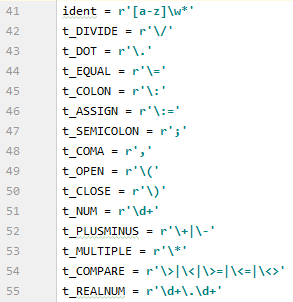 41 ident = r'[a-z]\w*'
42 t_DIVIDE = r'\/'
43 t_DOT = r'\.'
44 t_EQUAL = r'\='
45 t_COLON = r'\:'
46 t_ASSIGN = r'\:='
47 t_SEMICOLON = r';'
48 t_COMA = r','
49 t_OPEN = r'\('
50 t_CLOSE = r'\)'
51 t_NUM = r'\d+'
52 t_PLUSMINUS = r'\+|\-'
53 t_MULTIPLE = r'\*'
54 t_COMPARE = r'\>|\<|\>=|\<=|\<>'
55 t_REALNUM = r'\d+\.\d+'